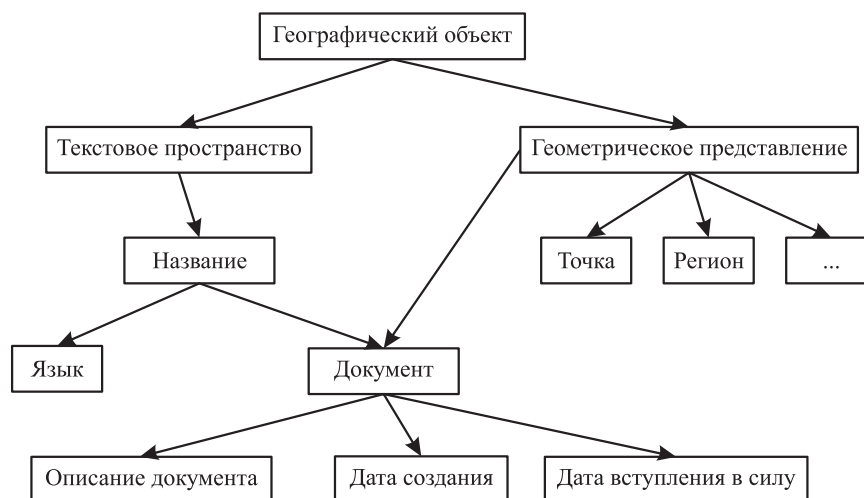 Географический объект
Текстовое пространство
Геометрическое представление
Название
Точка
Регион
...
Язык
Документ
Описание документа
Дата создания
Дата вступления в силу